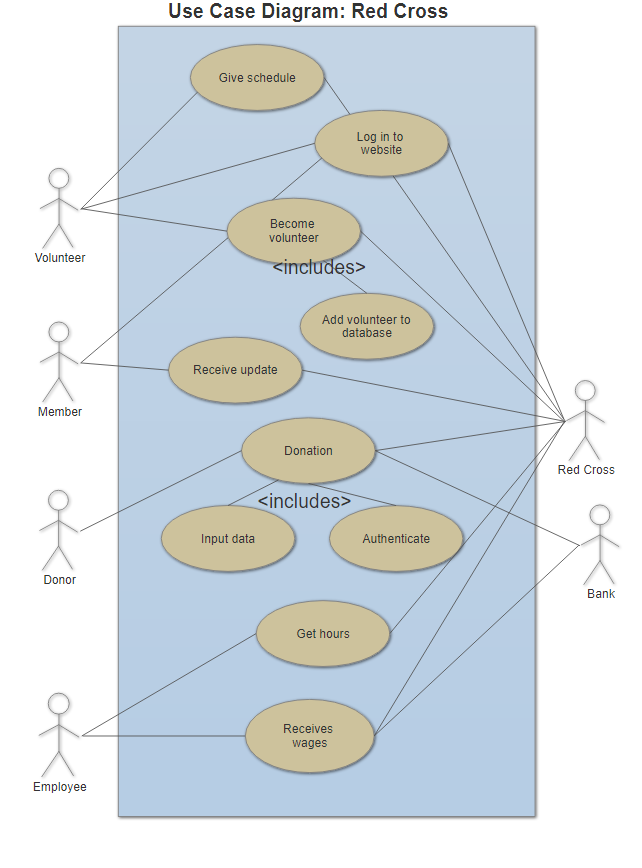 Use Case Diagram: Red Cross
Give schedule
Log in to
website
Volunteer
Become
volunteer
<includes>
Add volunteer to
database
Member
Receive update
Red Cross
Donation
<includes>
Donor
Input data
Authenticate
Bank
Get hours
Employee
Receives
wages